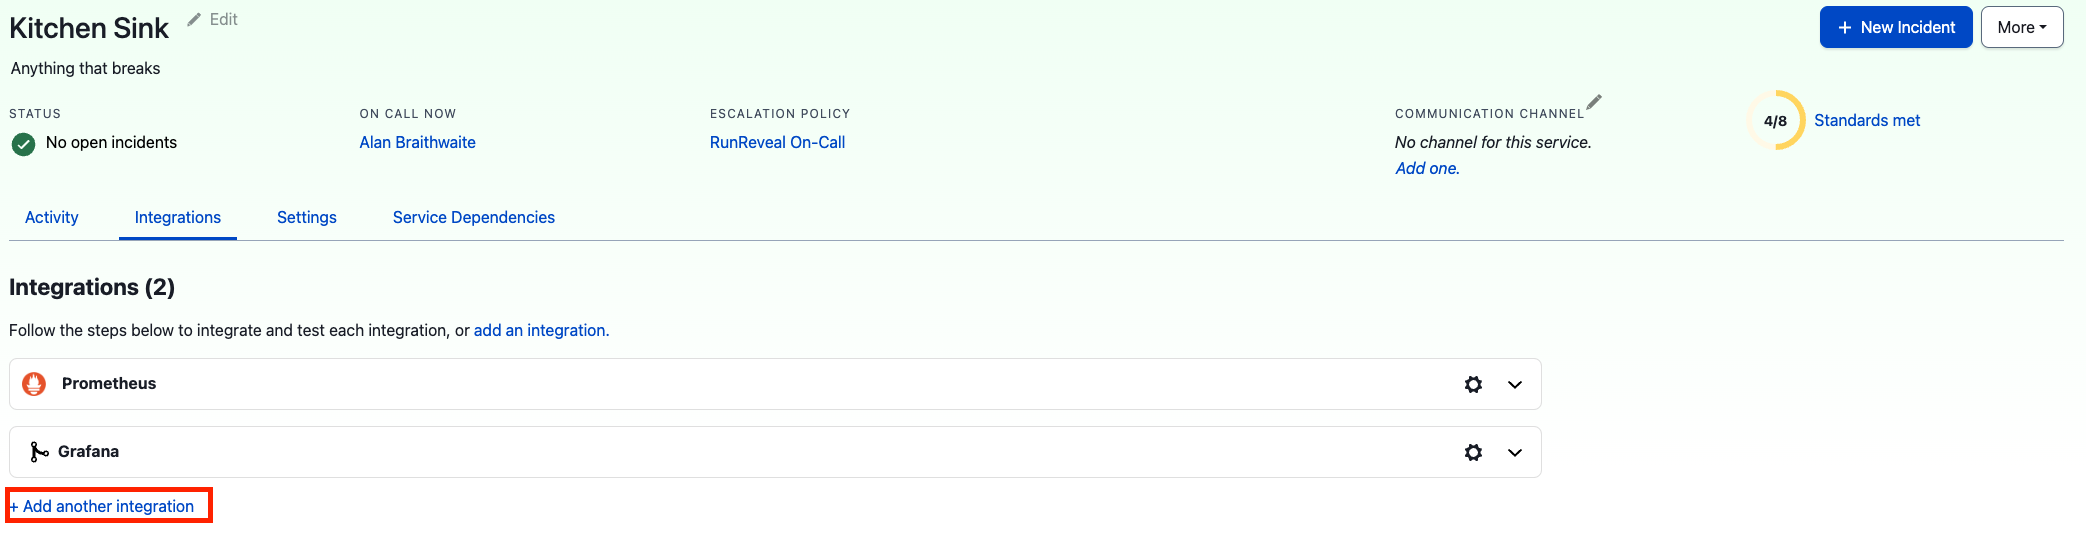 Kitchen Sink Edit
+ New Incident More
Anything that breaks
STATUS ON CALL NOW ESCALATION POLICY COMMUNICATION CHANNEL
No open incidents Alan Braithwaite RunReveal On-Call No channel for this service.
Add one.
4/8 Standards met
Activity Integrations Settings Service Dependencies
Integrations (2)
Follow the steps below to integrate and test each integration, or add an integration.
Prometheus
Grafana
+ Add another integration